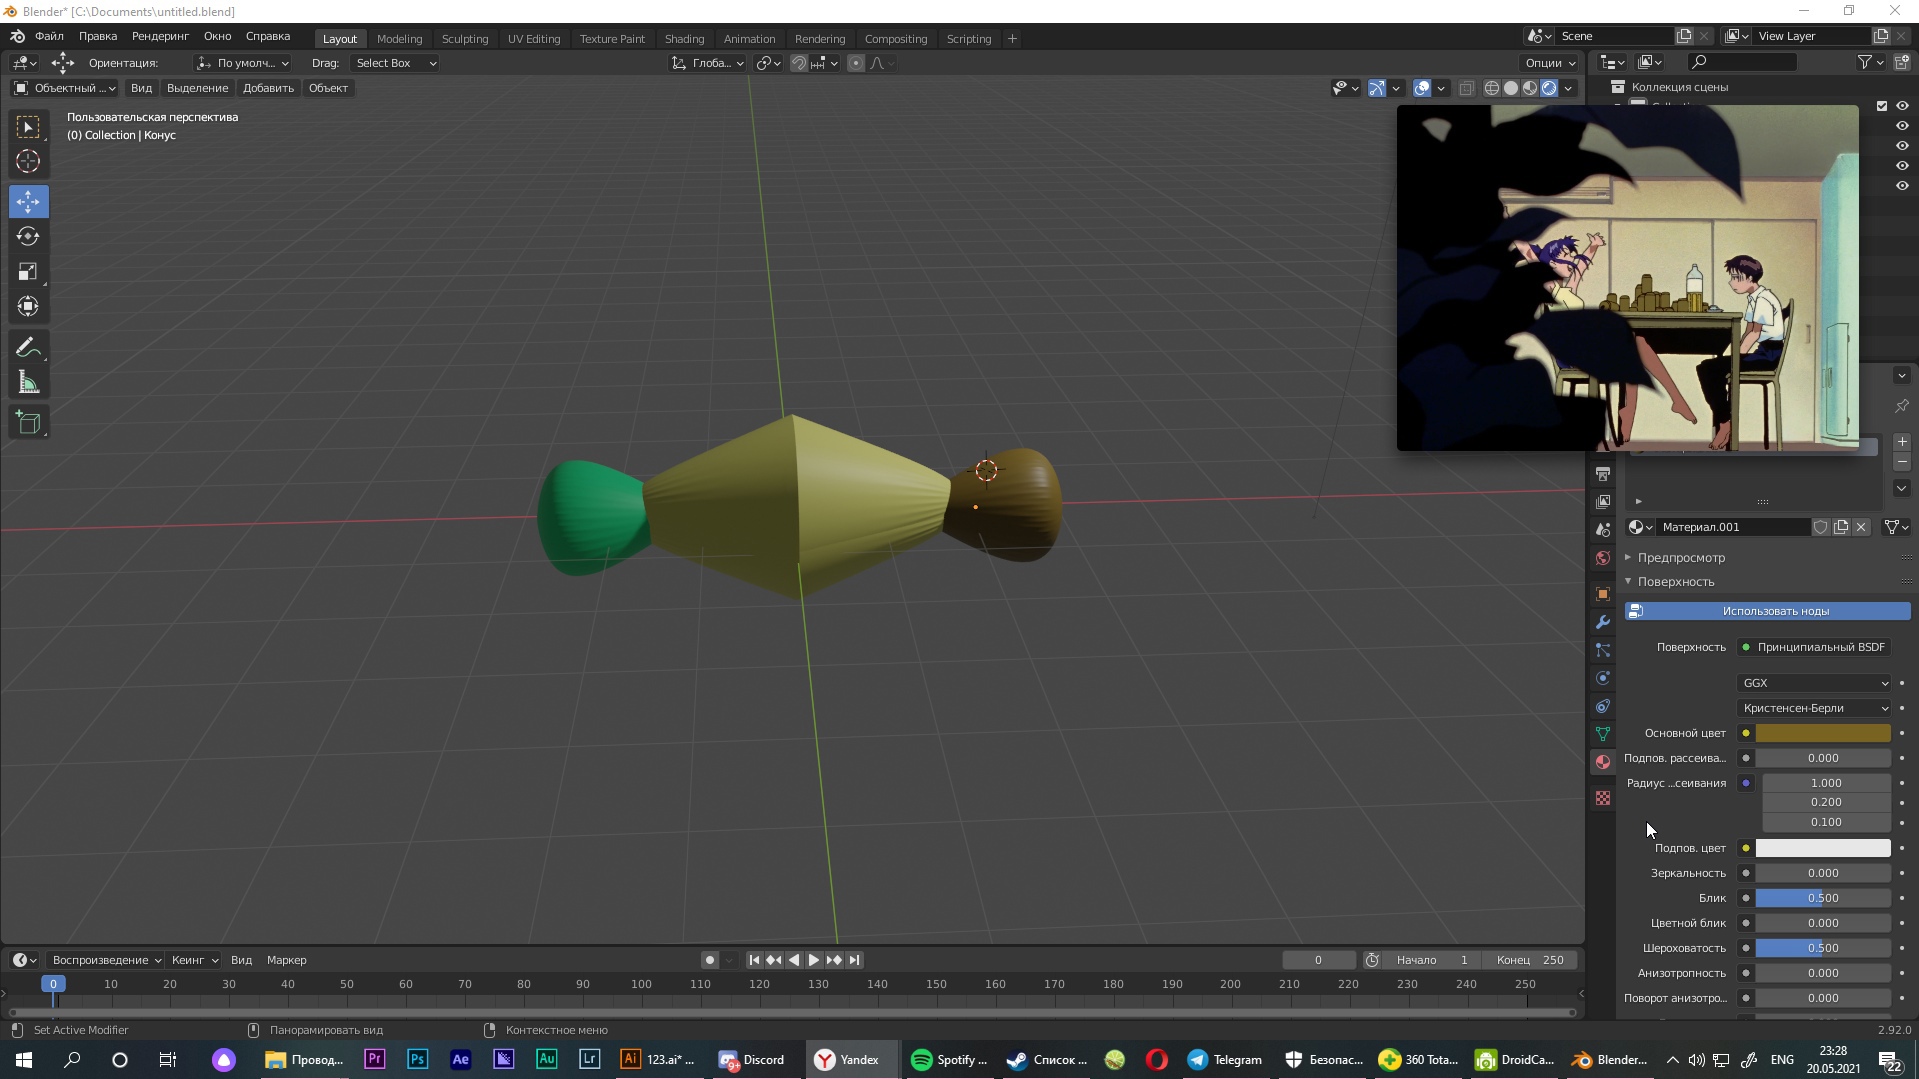 Blender* [C:\Documents\untitled.blend]
Файл Правка Рендеринг Окно Справка Layout Modeling Sculpting UV Editing Texture Paint Shading Animation Rendering Compositing Scripting + Scene View Layer
Ориентация: По умолч... Drag: Select Box Глоба... Опции
Объектный ... Вид Выделение Добавить Объект
Коллекция сцены
Пользовательская перспектива
(0) Collection | Конус
Материал.001
Предпросмотр
Поверхность
Использовать ноды
Поверхность Принципиальный BSDF
GGX
Кристенсен-Берли
Основной цвет
Подпов. рассеива... 0.000
Радиус ...сеивания 1.000
0.200
0.100
Подпов. цвет
Зеркальность 0.000
Блик 0.500
Цветной блик 0.000
Шероховатость 0.500
Анизотропность 0.000
Поворот анизотро... 0.000
Воспроизведение Кеинг Вид Маркер 0 Начало 1 Конец 250
0 10 20 30 40 50 60 70 80 90 100 110 120 130 140 150 160 170 180 190 200 210 220 230 240 250
Set Active Modifier Панорамировать вид Контекстное меню 2.92.0
Провод... Pr Ps Ae Au Lr Ai 123.ai* ... 9+ Discord Yandex Spotify ... Список ... Telegram Безопас... 360 Tota... DroidCa... Blender... ENG 23:28
20.05.2021 22